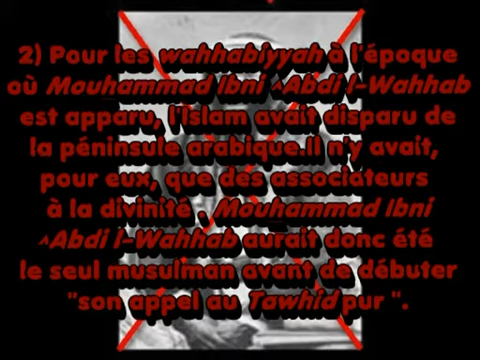 2) Pour les wahhabiyyah à l'époque
où Mouhammad Ibni ^Abdi l-Wahhab
est apparu, l'Islam avait disparu de
la péninsule arabique.Il n'y avait,
pour eux, que des associateurs
à la divinité . Mouhammad Ibni
^Abdi l-Wahhab aurait donc été
le seul musulman avant de débuter
"son appel au Tawhid pur ".